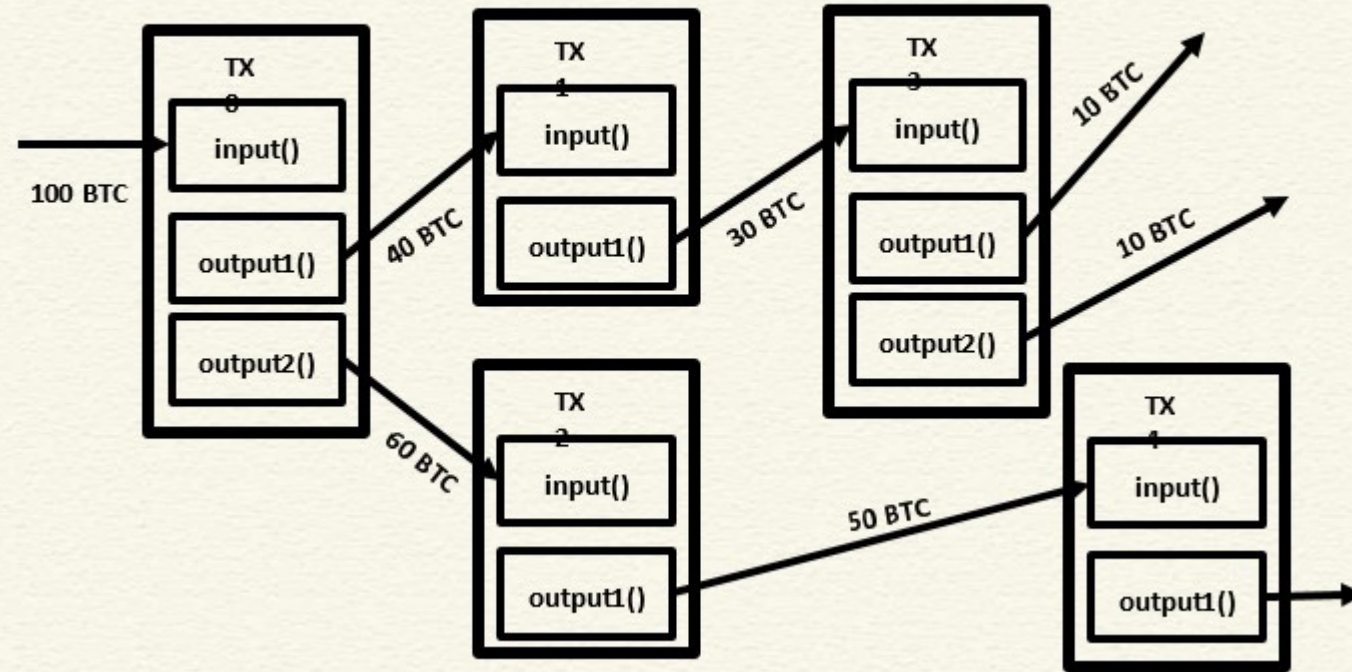 TX
0
input()
100 BTC
output1()
output2()
40 BTC
60 BTC
TX
1
input()
output1()
30 BTC
TX
2
input()
output1()
50 BTC
TX
3
input()
output1()
output2()
10 BTC
10 BTC
TX
4
input()
output1()